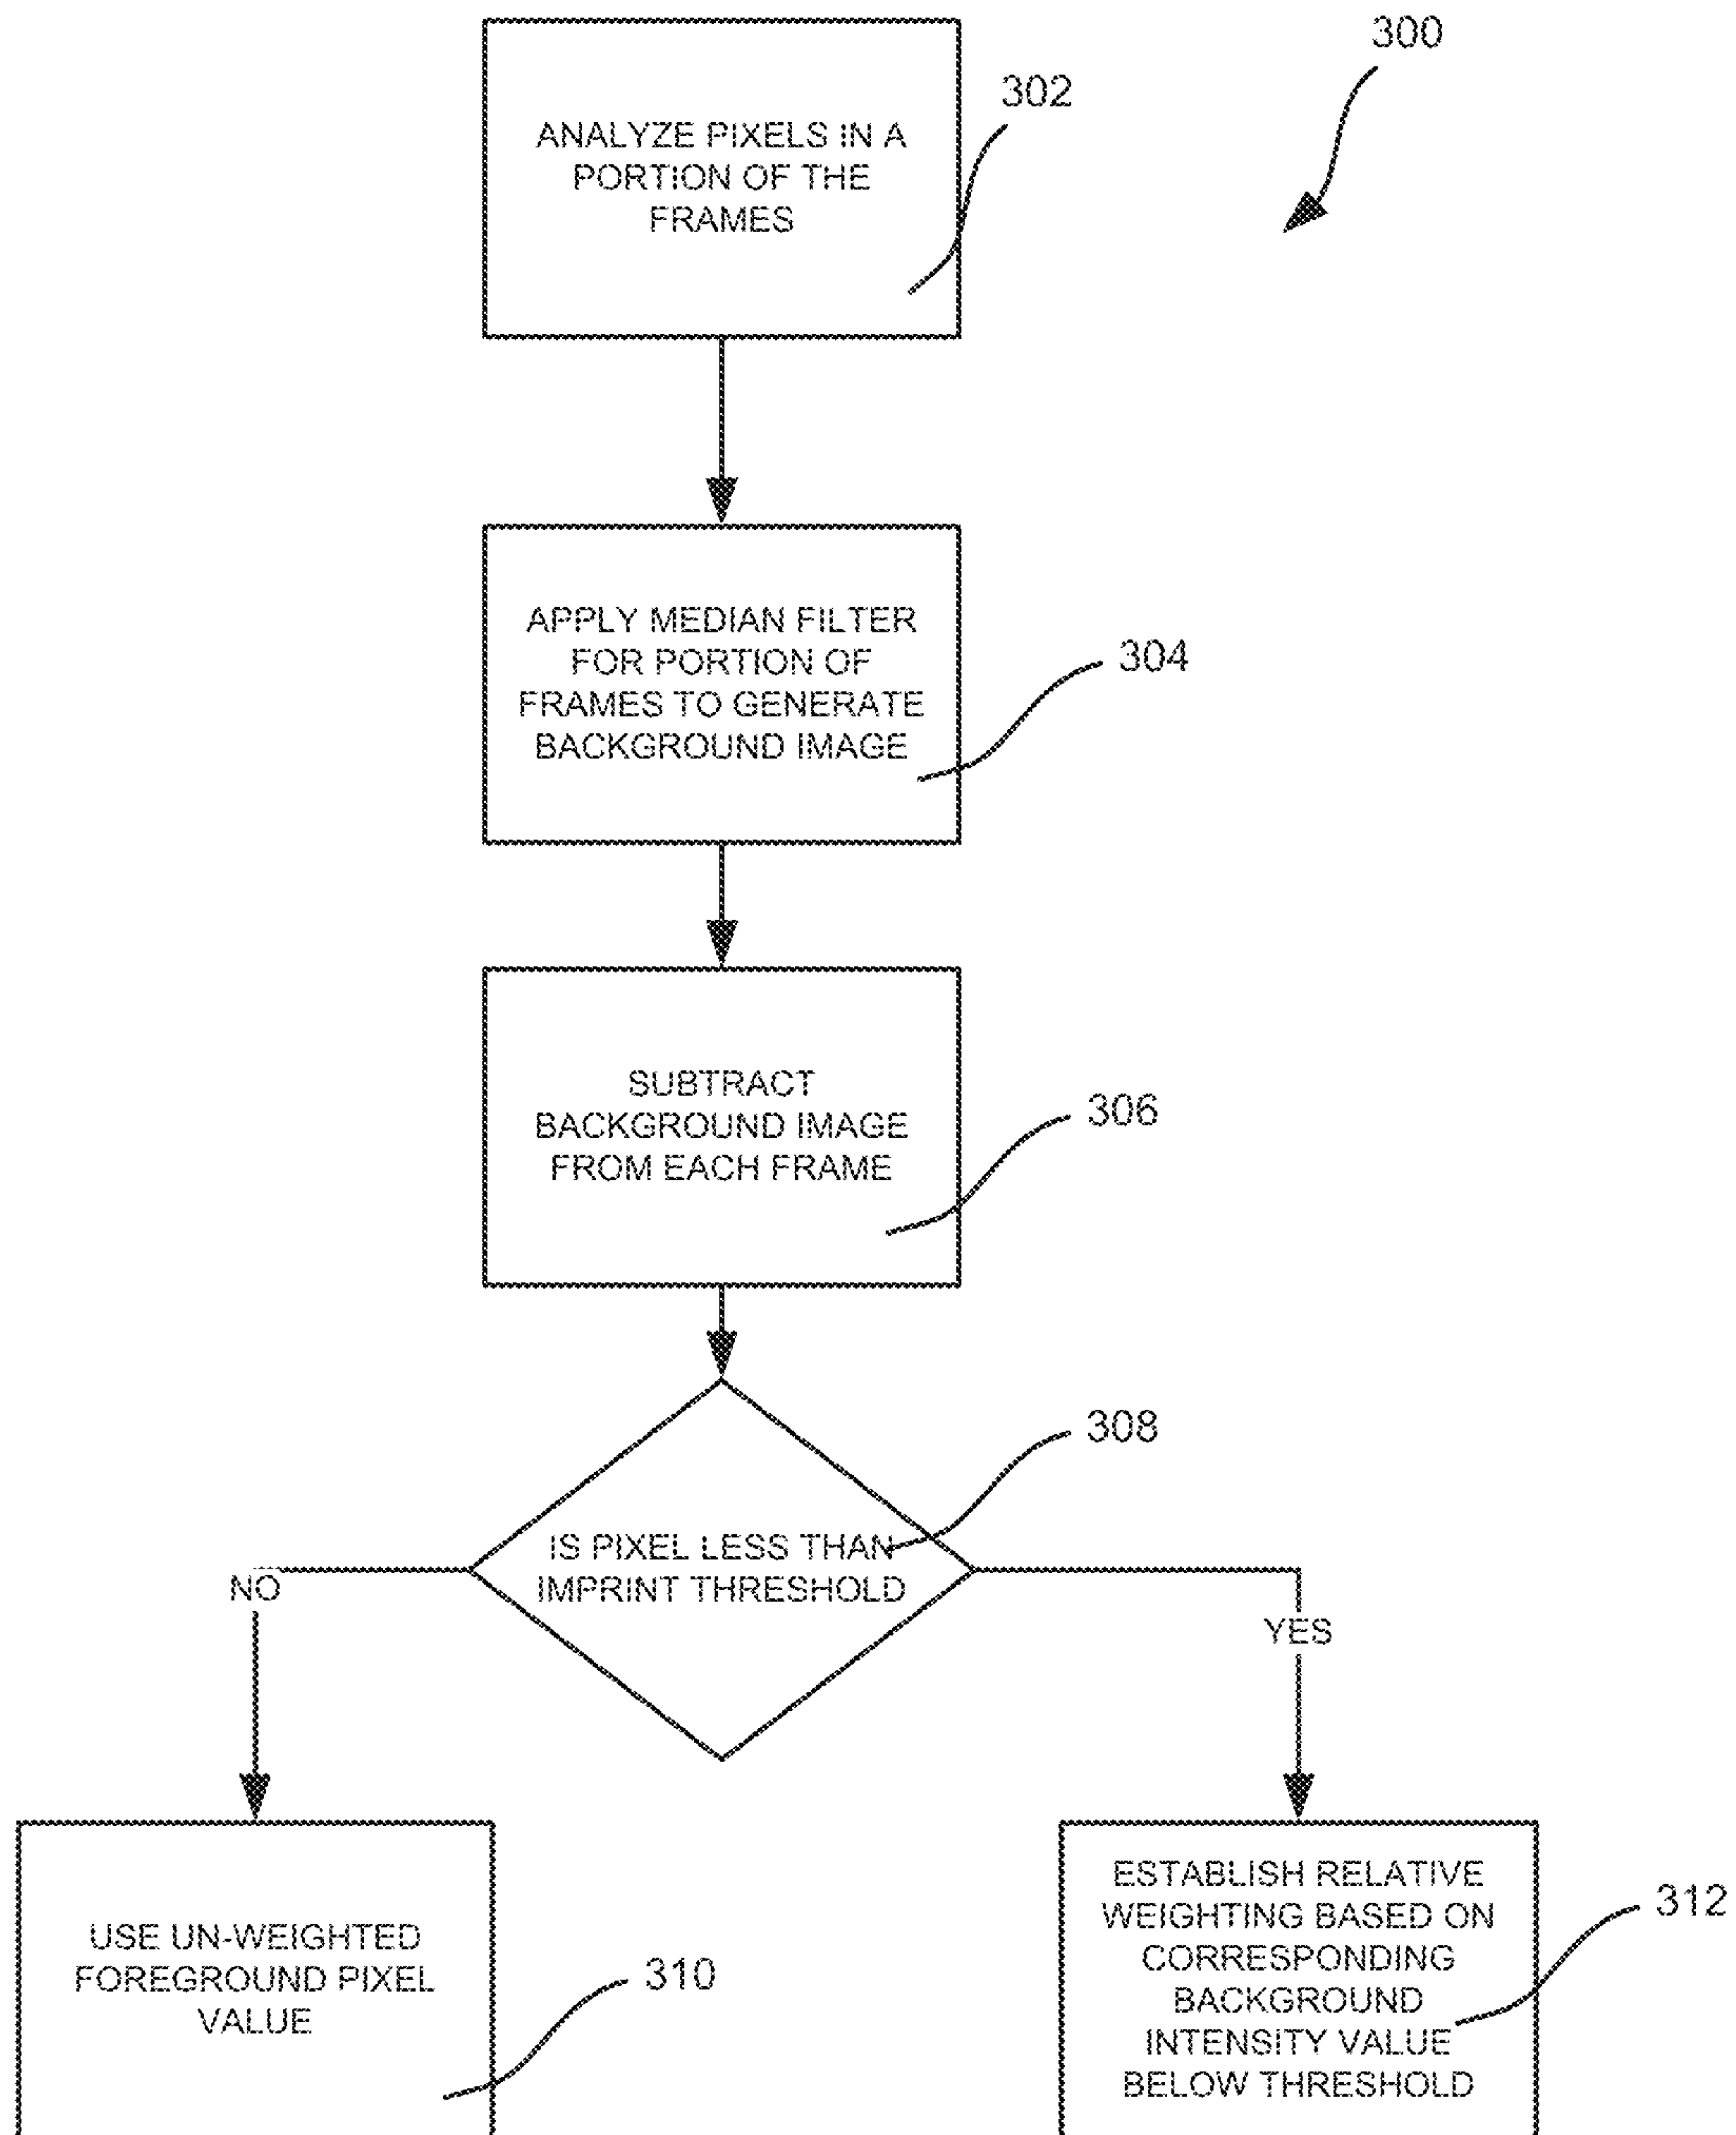 300
302
ANALYZE PIXELS IN A
PORTION OF THE
FRAMES
APPLY MEDIAN FILTER
FOR PORTION OF
FRAMES TO GENERATE
BACKGROUND IMAGE
304
SUBTRACT
BACKGROUND IMAGE
FROM EACH FRAME
306
308
IS PIXEL LESS THAN
IMPRINT THRESHOLD
NO
YES
USE UN-WEIGHTED
FOREGROUND PIXEL
VALUE
310
ESTABLISH RELATIVE
WEIGHTING BASED ON
CORRESPONDING
BACKGROUND
INTENSITY VALUE
BELOW THRESHOLD
312